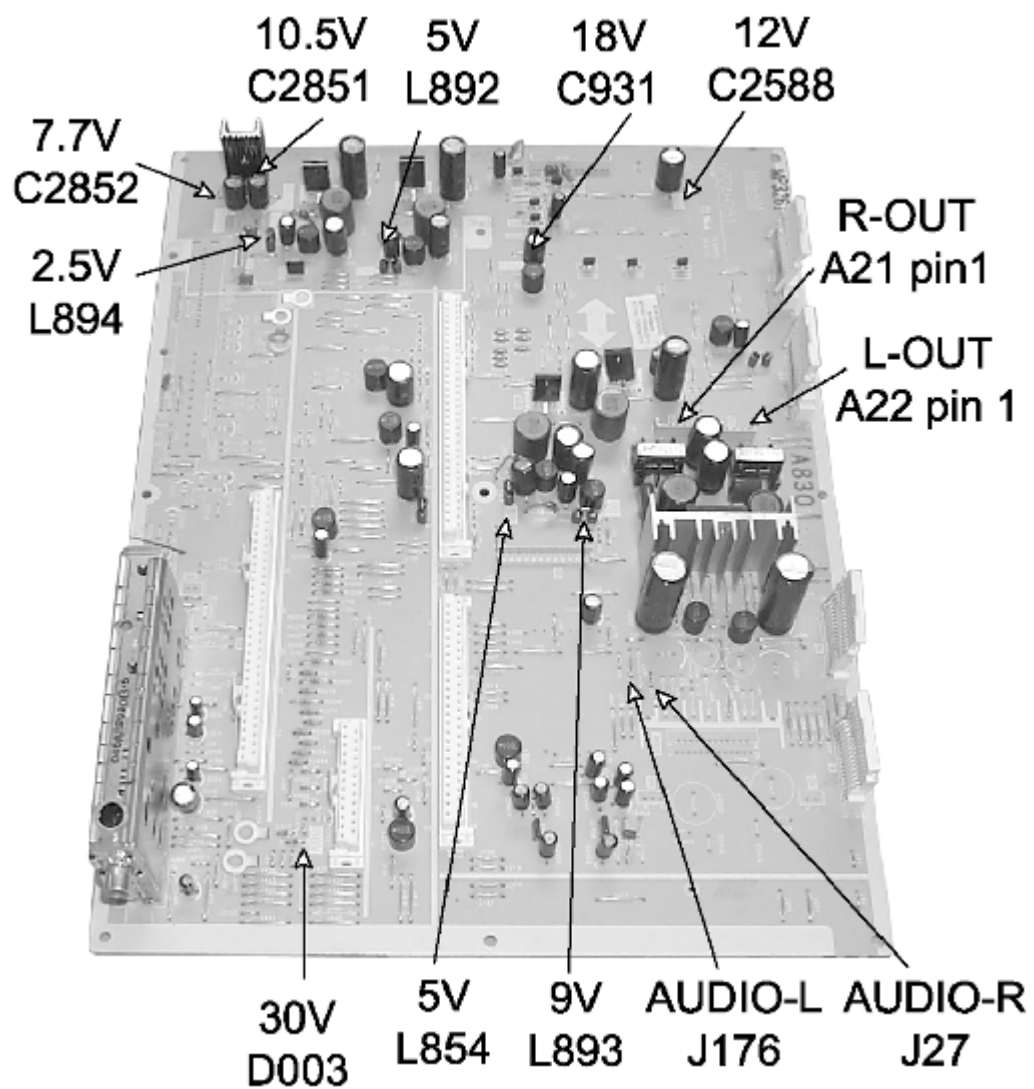 10.5V
C2851
5V
L892
18V
C931
12V
C2588
7.7V
C2852
2.5V
L894
R-OUT
A21 pin1
L-OUT
A22 pin 1
A830
30V
D003
5V
L854
9V
L893
AUDIO-L
J176
AUDIO-R
J27